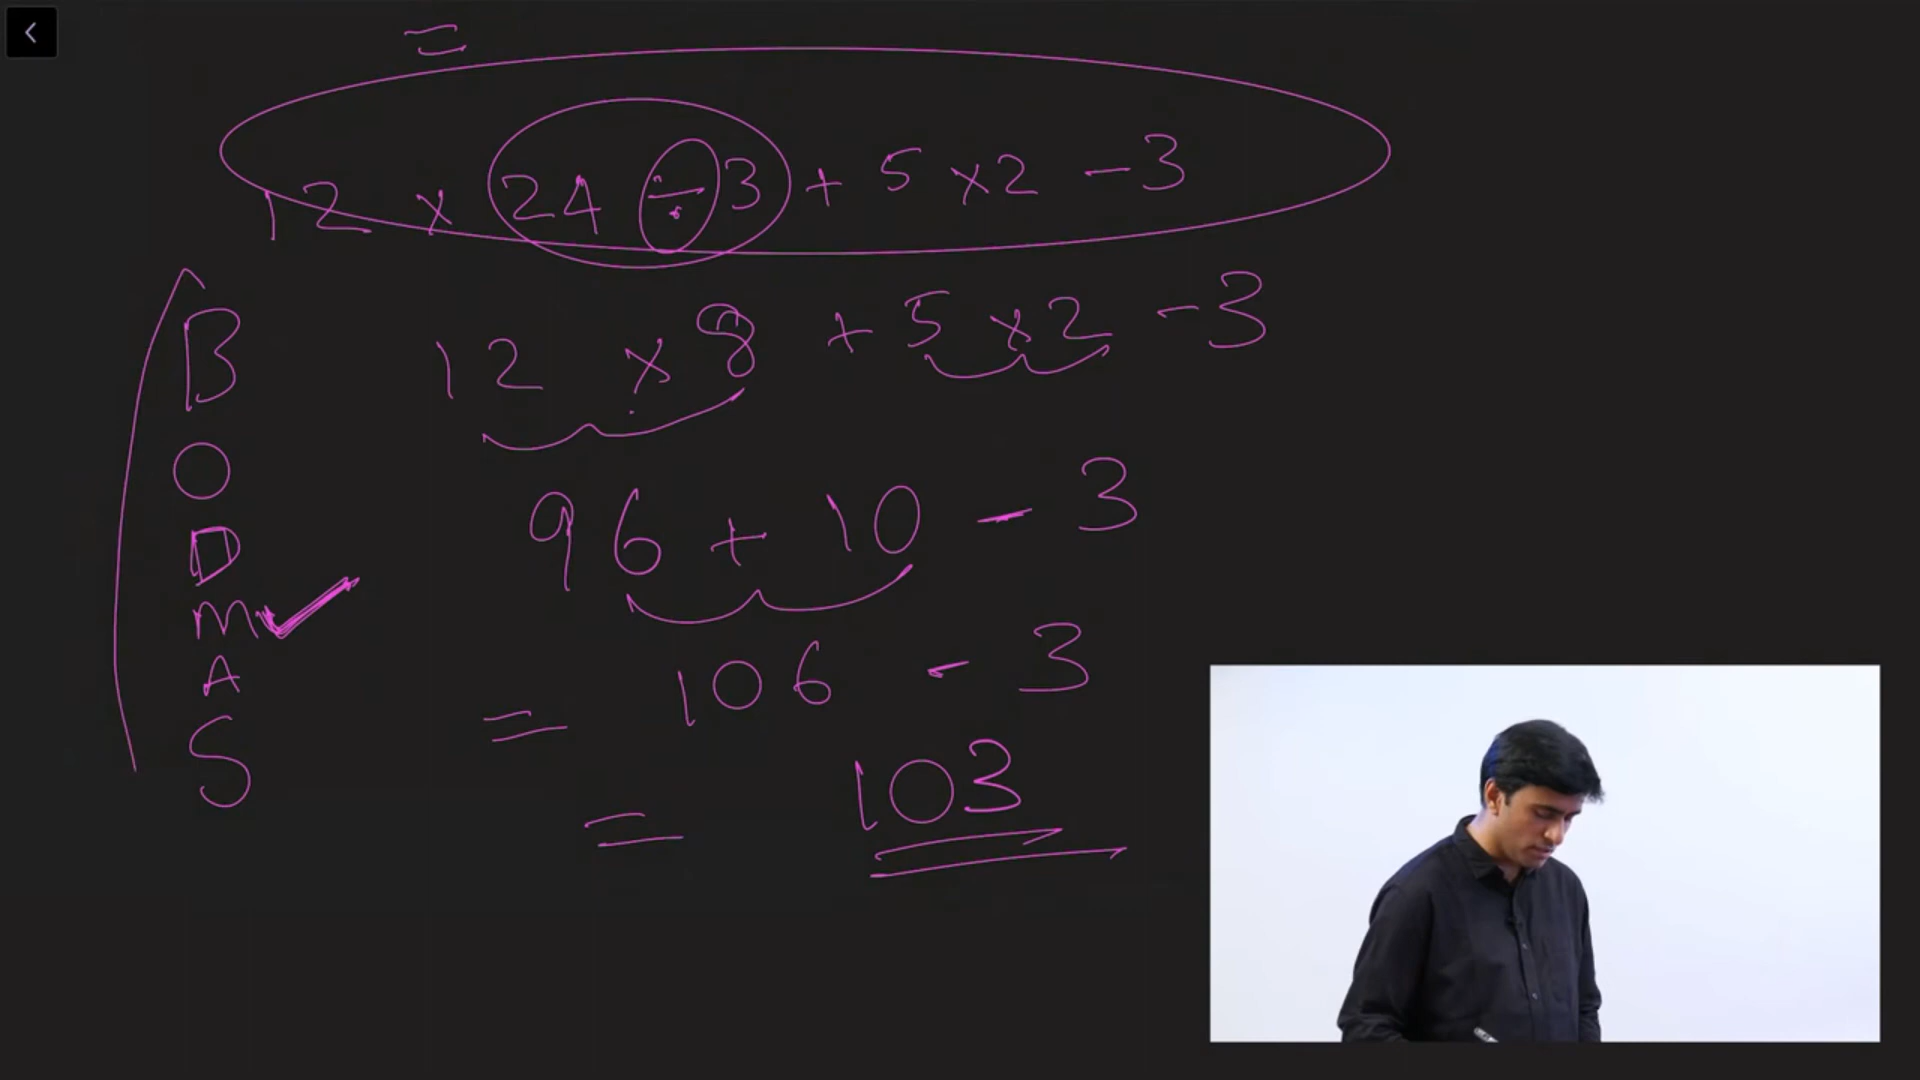 =
12 x 24 ÷ 3 + 5 x 2 - 3
12 x 8 + 5 x 2 - 3
96 + 10 - 3
= 106 - 3
= 103
B
O
D
M ✓
A
S